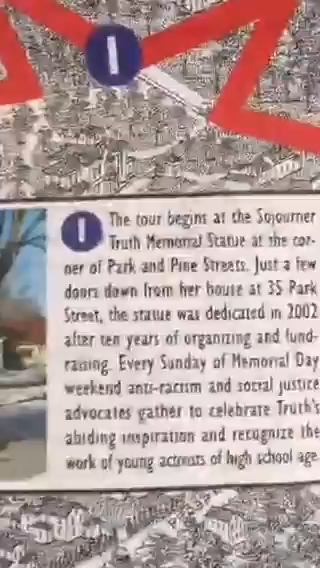 1
1 The tour begins at the Sojourner
Truth Memorial Statue at the cor-
ner of Park and Pine Streets. Just a few
doors down from her house at 35 Park
Street, the statue was dedicated in 2002
after ten years of organizing and fund-
raising. Every Sunday of Memorial Day
weekend anti-racism and social justice
advocates gather to celebrate Truth's
abiding inspiration and recognize the
work of young activists of high school age